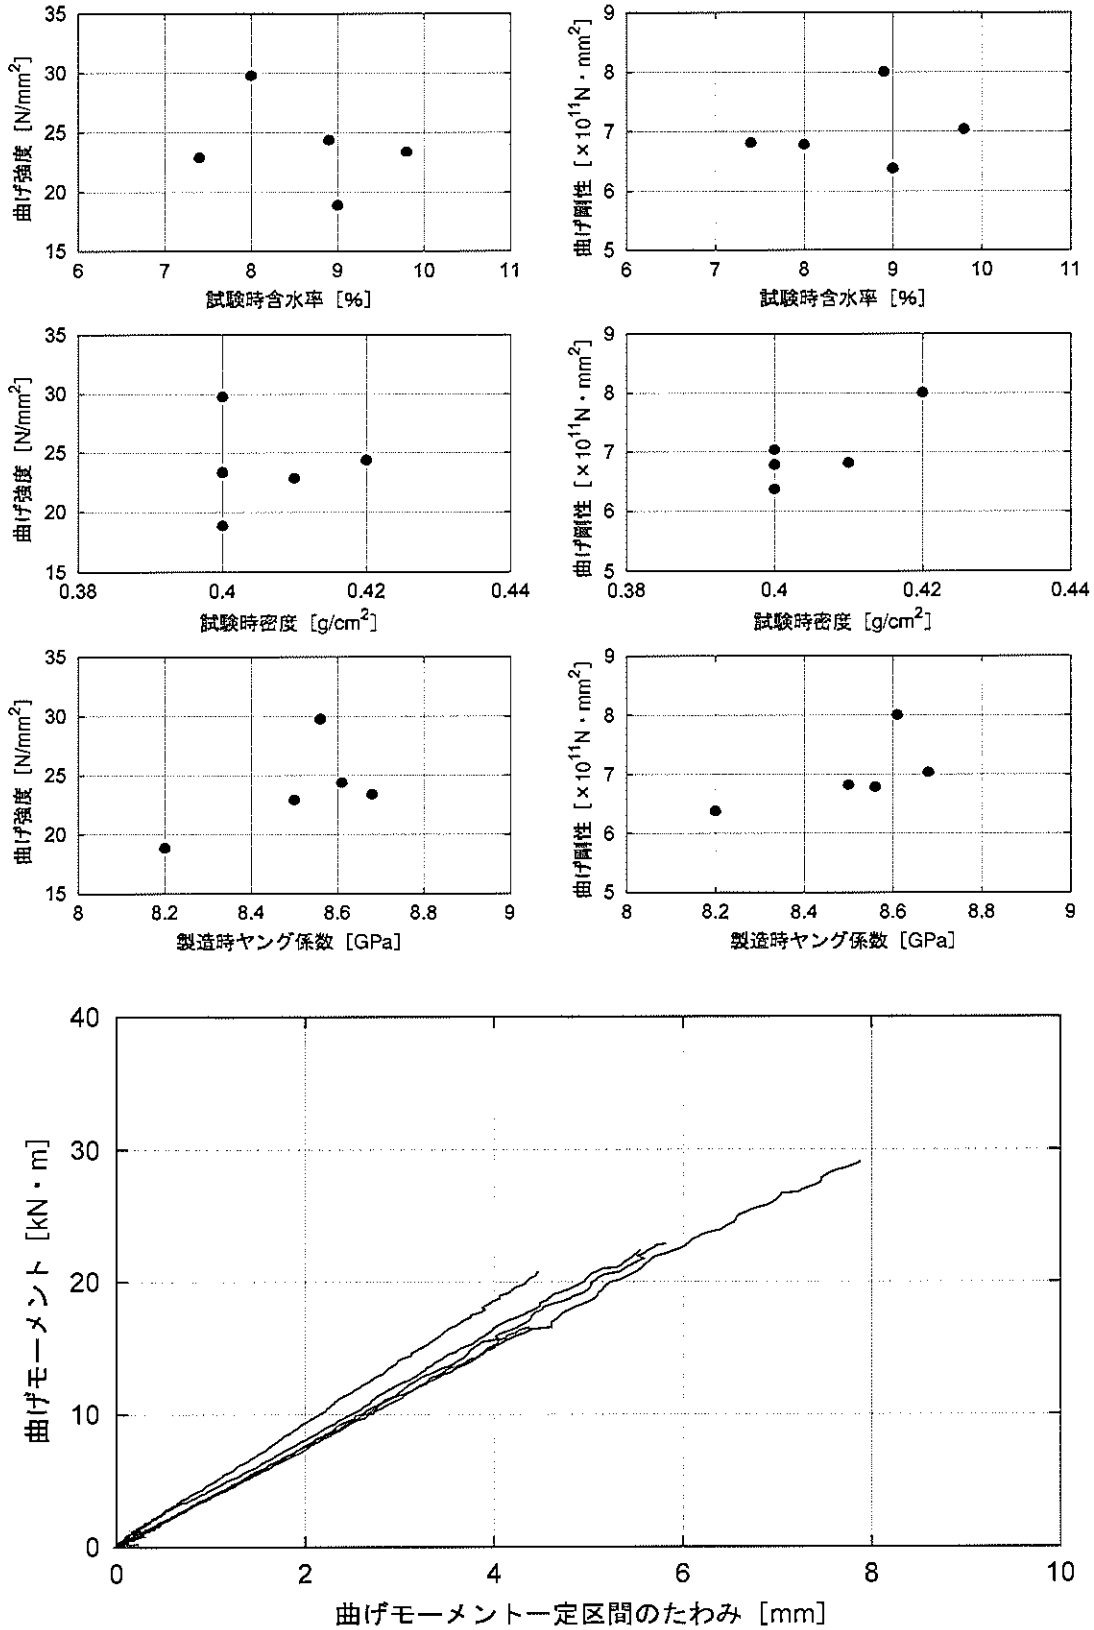 曲げ強度 [N/mm²]
35
30
25
20
15
6 7 8 9 10 11
試験時含水率 [%]
曲げ剛性 [×10¹¹N・mm²]
9
8
7
6
5
6 7 8 9 10 11
試験時含水率 [%]
曲げ強度 [N/mm²]
35
30
25
20
15
0.38 0.4 0.42 0.44
試験時密度 [g/cm²]
曲げ剛性 [×10¹¹N・mm²]
9
8
7
6
5
0.38 0.4 0.42 0.44
試験時密度 [g/cm²]
曲げ強度 [N/mm²]
35
30
25
20
15
8 8.2 8.4 8.6 8.8 9
製造時ヤング係数 [GPa]
曲げ剛性 [×10¹¹N・mm²]
9
8
7
6
5
8 8.2 8.4 8.6 8.8 9
製造時ヤング係数 [GPa]
曲げモーメント [kN・m]
40
30
20
10
0
0 2 4 6 8 10
曲げモーメント一定区間のたわみ [mm]